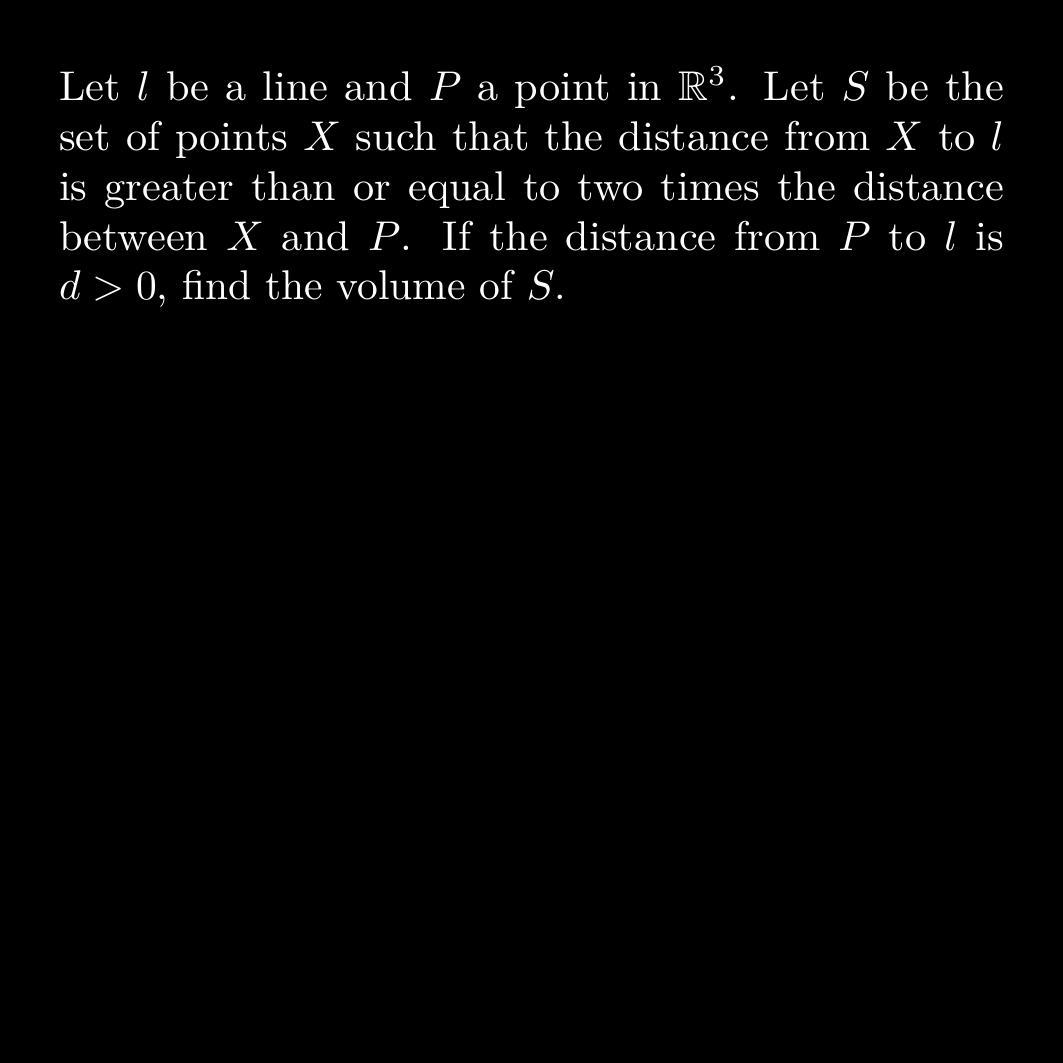 Let l be a line and P a point in ℝ³. Let S be the
set of points X such that the distance from X to l
is greater than or equal to two times the distance
between X and P. If the distance from P to l is
d > 0, find the volume of S.